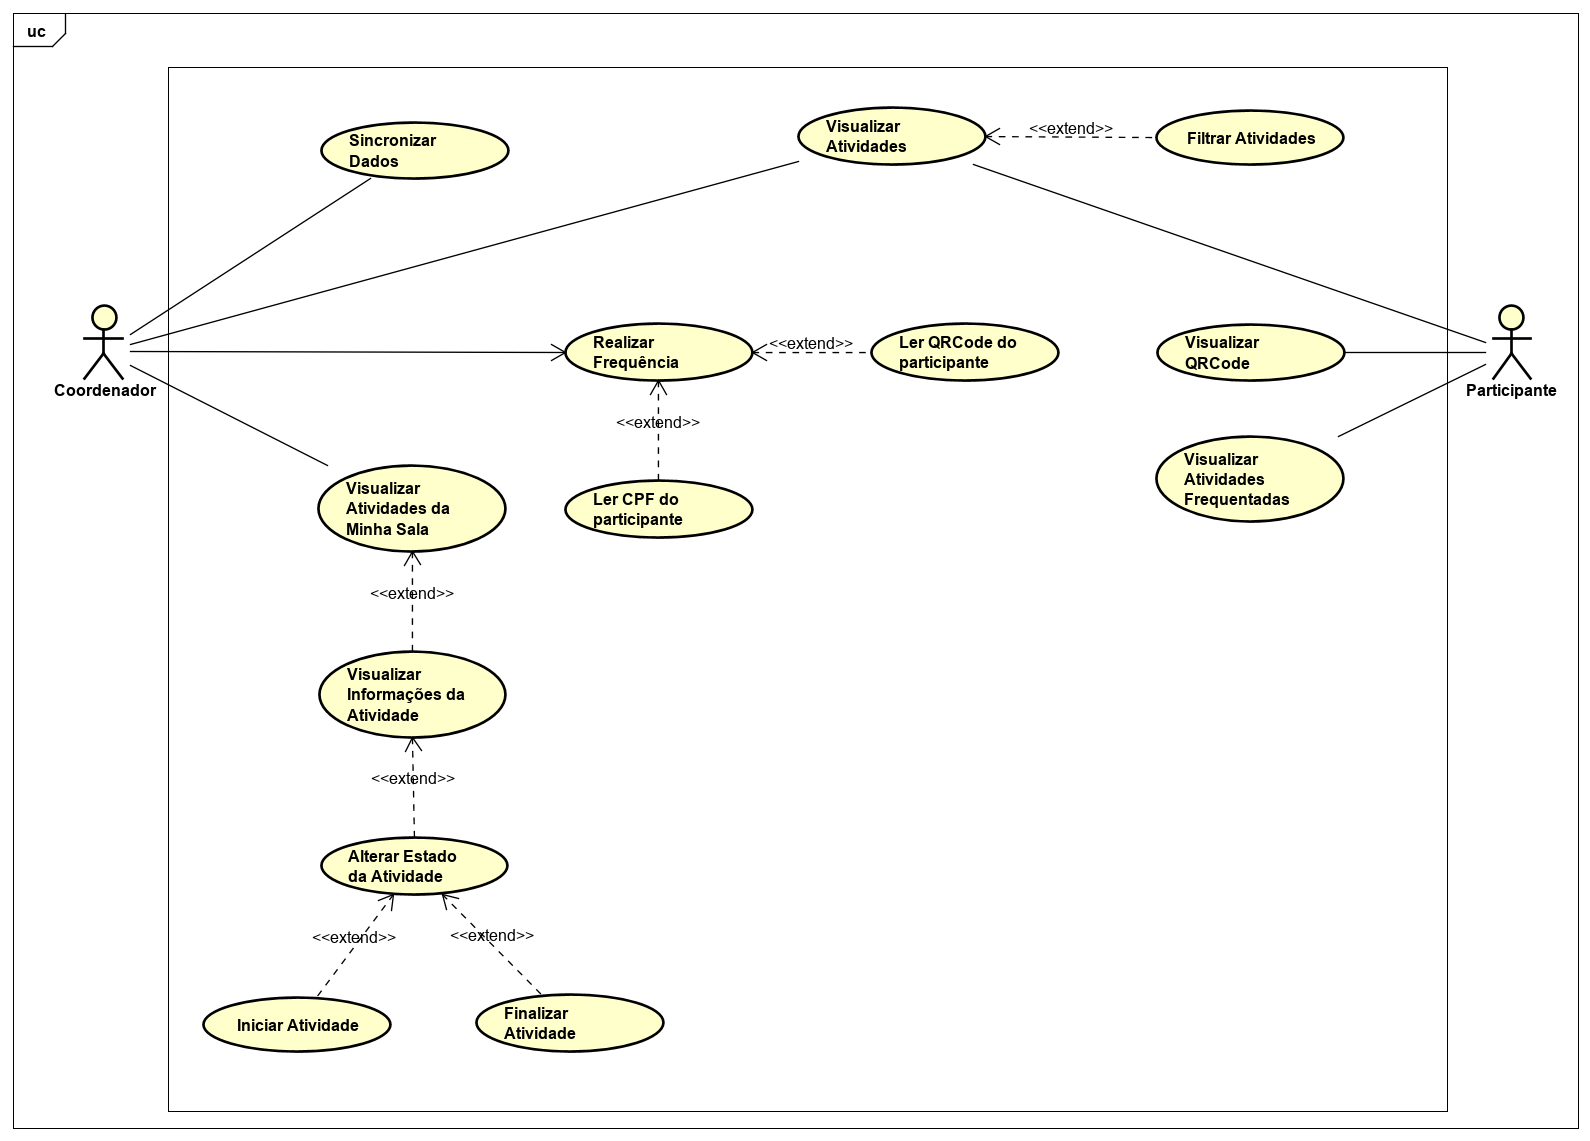 uc
Sincronizar
Dados
Visualizar
Atividades
<<extend>>
Filtrar Atividades
Coordenador
Realizar
Frequência
<<extend>>
Ler QRCode do
participante
Visualizar
QRCode
Participante
<<extend>>
Visualizar
Atividades da
Minha Sala
Ler CPF do
participante
Visualizar
Atividades
Frequentadas
<<extend>>
Visualizar
Informações da
Atividade
<<extend>>
Alterar Estado
da Atividade
<<extend>>
<<extend>>
Iniciar Atividade
Finalizar
Atividade